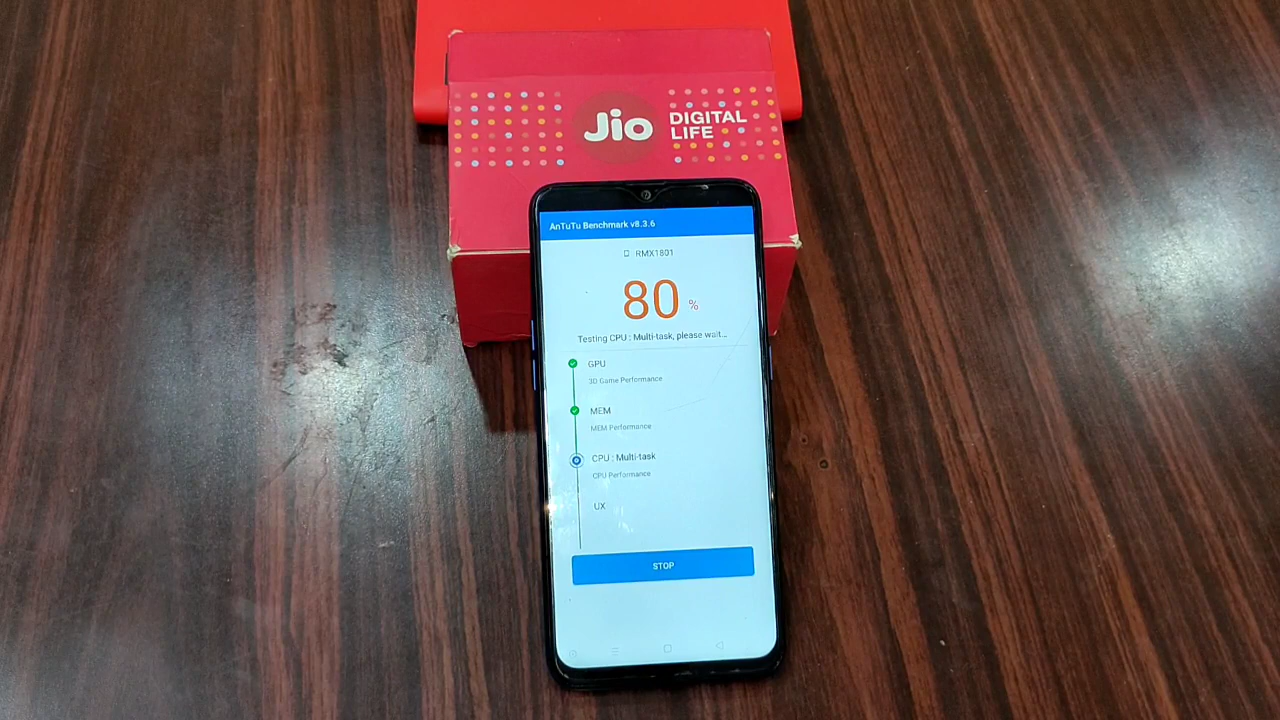 Jio
DIGITAL
LIFE
AnTuTu Benchmark v8.3.6
RMX1801
80 %
Testing CPU : Multi-task, please wait...
GPU
3D Game Performance
MEM
MEM Performance
CPU : Multi-task
CPU Performance
UX
STOP